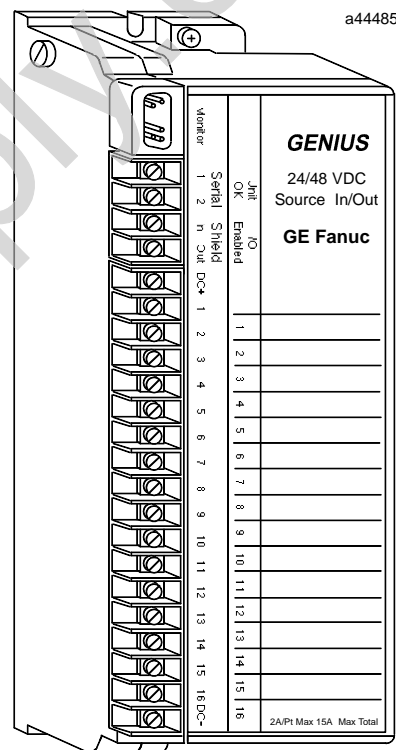 a44485
Monitor
Serial
1
2
Shield
In
Out
DC+
1
2
3
4
5
6
7
8
9
10
11
12
13
14
15
16
DC-
Unit
OK
I/O
Enabled
GENIUS
24/48 VDC
Source In/Out
GE Fanuc
1
2
3
4
5
6
7
8
9
10
11
12
13
14
15
16
2A/Pt Max 15A Max Total